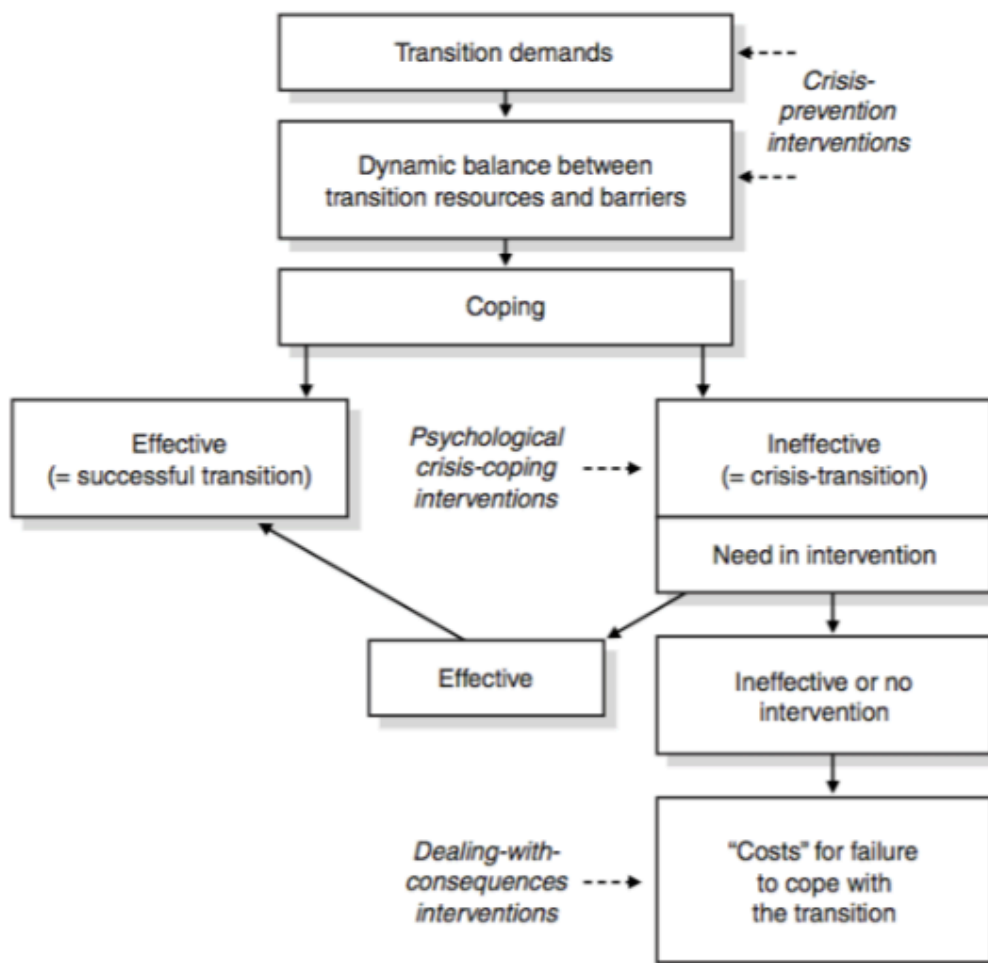 Transition demands
Crisis-
prevention
interventions
Dynamic balance between
transition resources and barriers
Coping
Effective
(= successful transition)
Psychological
crisis-coping
interventions
Ineffective
(= crisis-transition)
Need in intervention
Effective
Ineffective or no
intervention
Dealing-with-
consequences
interventions
“Costs” for failure
to cope with
the transition